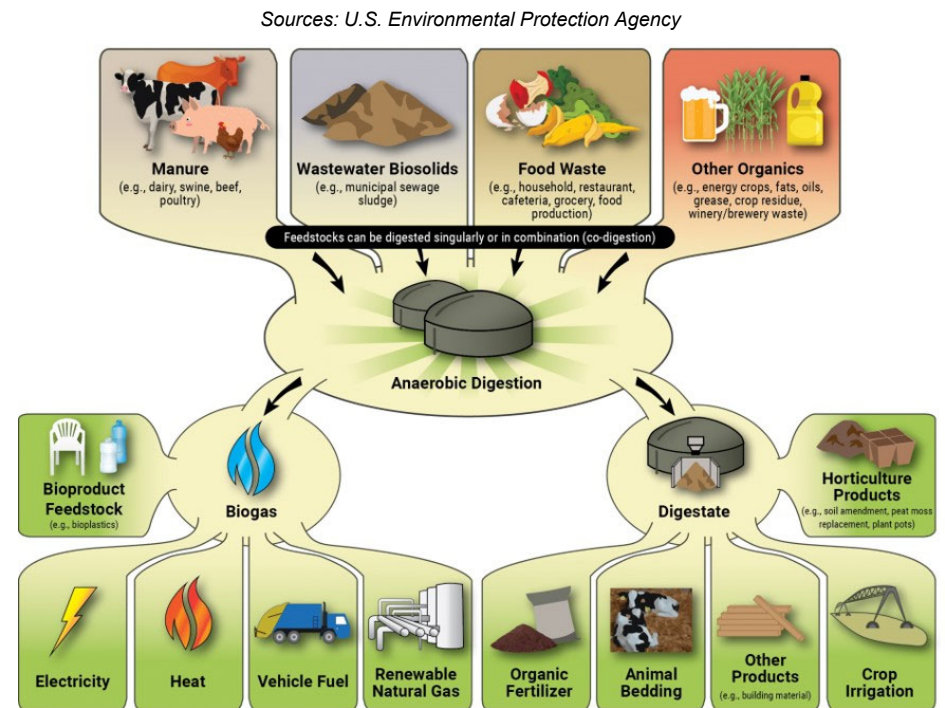 Sources: U.S. Environmental Protection Agency
Manure
(e.g., dairy, swine, beef,
poultry)
Wastewater Biosolids
(e.g., municipal sewage
sludge)
Food Waste
(e.g., household, restaurant,
cafeteria, grocery, food
production)
Other Organics
(e.g., energy crops, fats, oils,
grease, crop residue,
winery/brewery waste)
Feedstocks can be digested singularly or in combination (co-digestion)
Anaerobic Digestion
Bioproduct
Feedstock
(e.g., bioplastics)
Biogas
Digestate
Horticulture
Products
(e.g., soil amendment, peat moss
replacement, plant pots)
Electricity
Heat
Vehicle Fuel
Renewable
Natural Gas
Organic
Fertilizer
Animal
Bedding
Other
Products
(e.g., building material)
Crop
Irrigation